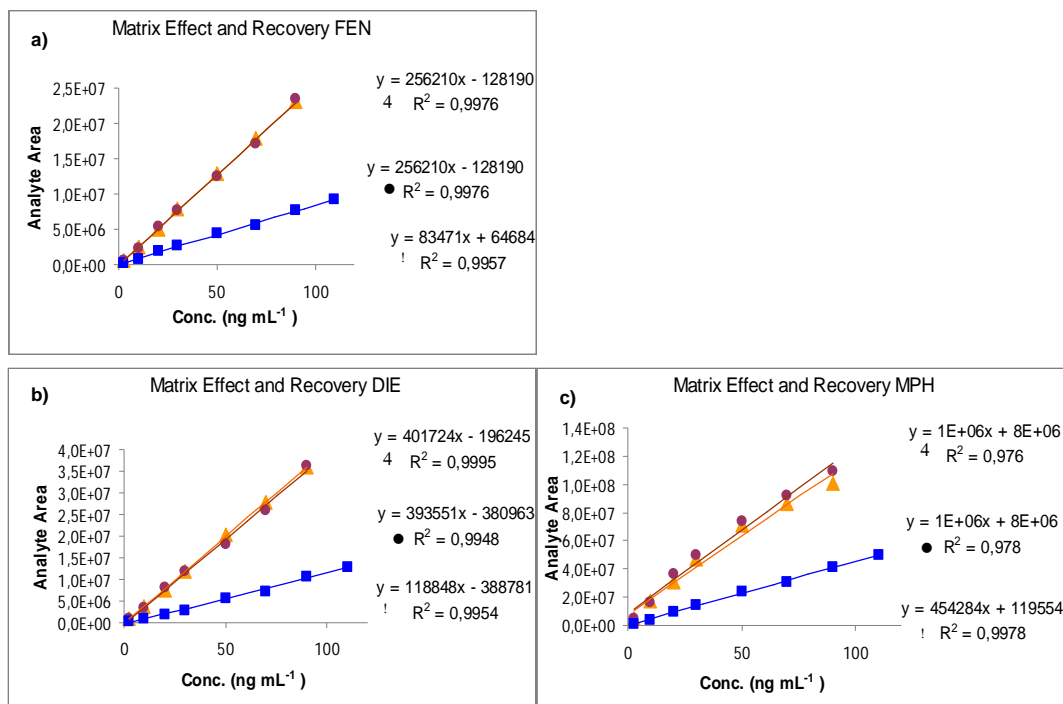 a)
Matrix Effect and Recovery FEN
Analyte Area
2,5E+07
2,0E+07
1,5E+07
1,0E+07
5,0E+06
0,0E+00
0 50 100
Conc. (ng mL⁻¹ )
y = 256210x - 128190
4 R² = 0,9976
y = 256210x - 128190
R² = 0,9976
y = 83471x + 64684
! R² = 0,9957
b)
Matrix Effect and Recovery DIE
Analyte Area
4,0E+07
3,5E+07
3,0E+07
2,5E+07
2,0E+07
1,5E+07
1,0E+07
5,0E+06
0,0E+00
0 50 100
Conc. (ng mL⁻¹ )
y = 401724x - 196245
4 R² = 0,9995
y = 393551x - 380963
R² = 0,9948
y = 118848x - 388781
! R² = 0,9954
c)
Matrix Effect and Recovery MPH
Analyte Area
1,4E+08
1,2E+08
1,0E+08
8,0E+07
6,0E+07
4,0E+07
2,0E+07
0,0E+00
0 50 100
Conc. (ng mL⁻¹ )
y = 1E+06x + 8E+06
4 R² = 0,976
y = 1E+06x + 8E+06
R² = 0,978
y = 454284x + 119554
! R² = 0,9978